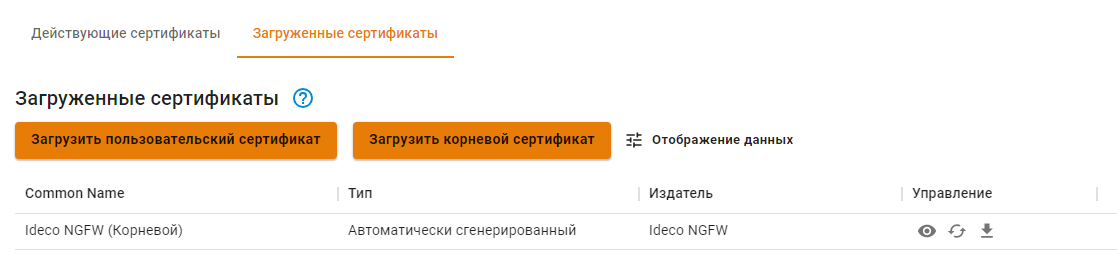 Действующие сертификаты Загруженные сертификаты
Загруженные сертификаты
Загрузить пользовательский сертификат Загрузить корневой сертификат Отображение данных
Common Name Тип Издатель Управление
Ideco NGFW (Корневой) Автоматически сгенерированный Ideco NGFW